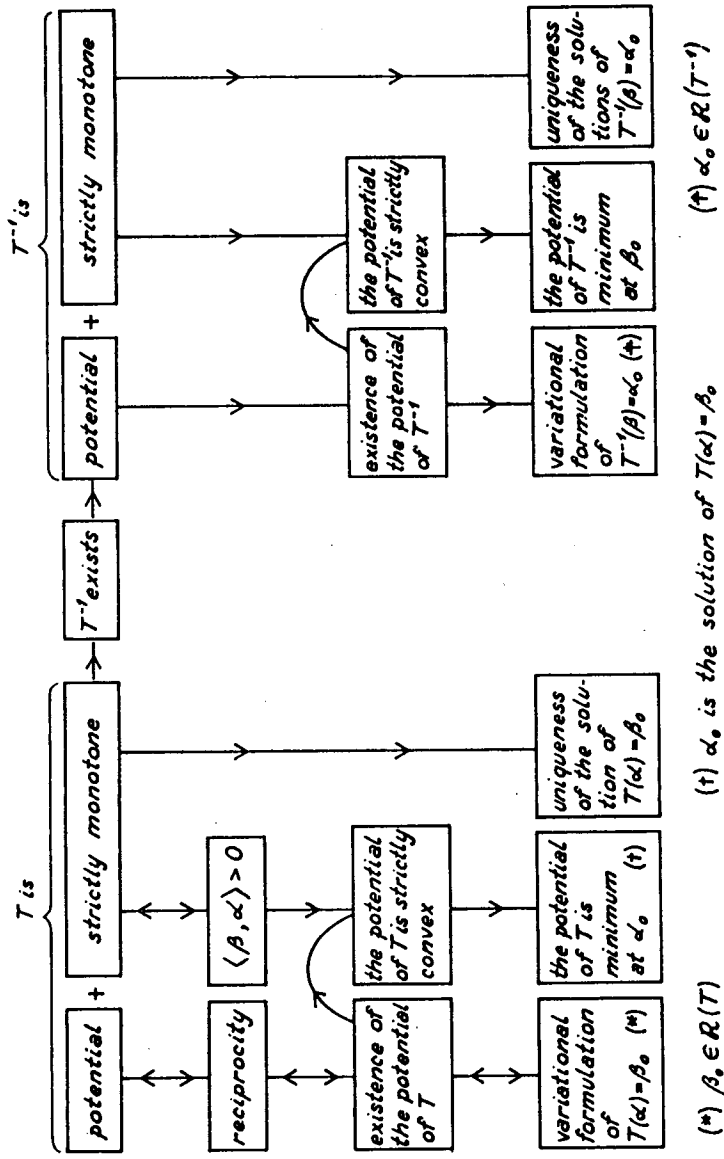 T is
potential
+
strictly monotone
T⁻¹ exists
T⁻¹ is
potential
+
strictly monotone
reciprocity
⟨β, α⟩ > 0
existence of
the potential
of T
the potential
of T is strictly
convex
existence of
the potential
of T⁻¹
the potential
of T⁻¹ is strictly
convex
variational
formulation
of
T(α)=β₀ (*)
the potential
of T is
minimum
at α₀ (†)
uniqueness
of the solu-
tion of
T(α)=β₀
variational
formulation
of
T⁻¹(β)=α₀ (†)
the potential
of T⁻¹ is
minimum
at β₀
uniqueness
of the solu-
tions of
T⁻¹(β)=α₀
(*) β₀ ∈ R(T)
(†) α₀ is the solution of T(α)=β₀
(†) α₀ ∈ R(T⁻¹)